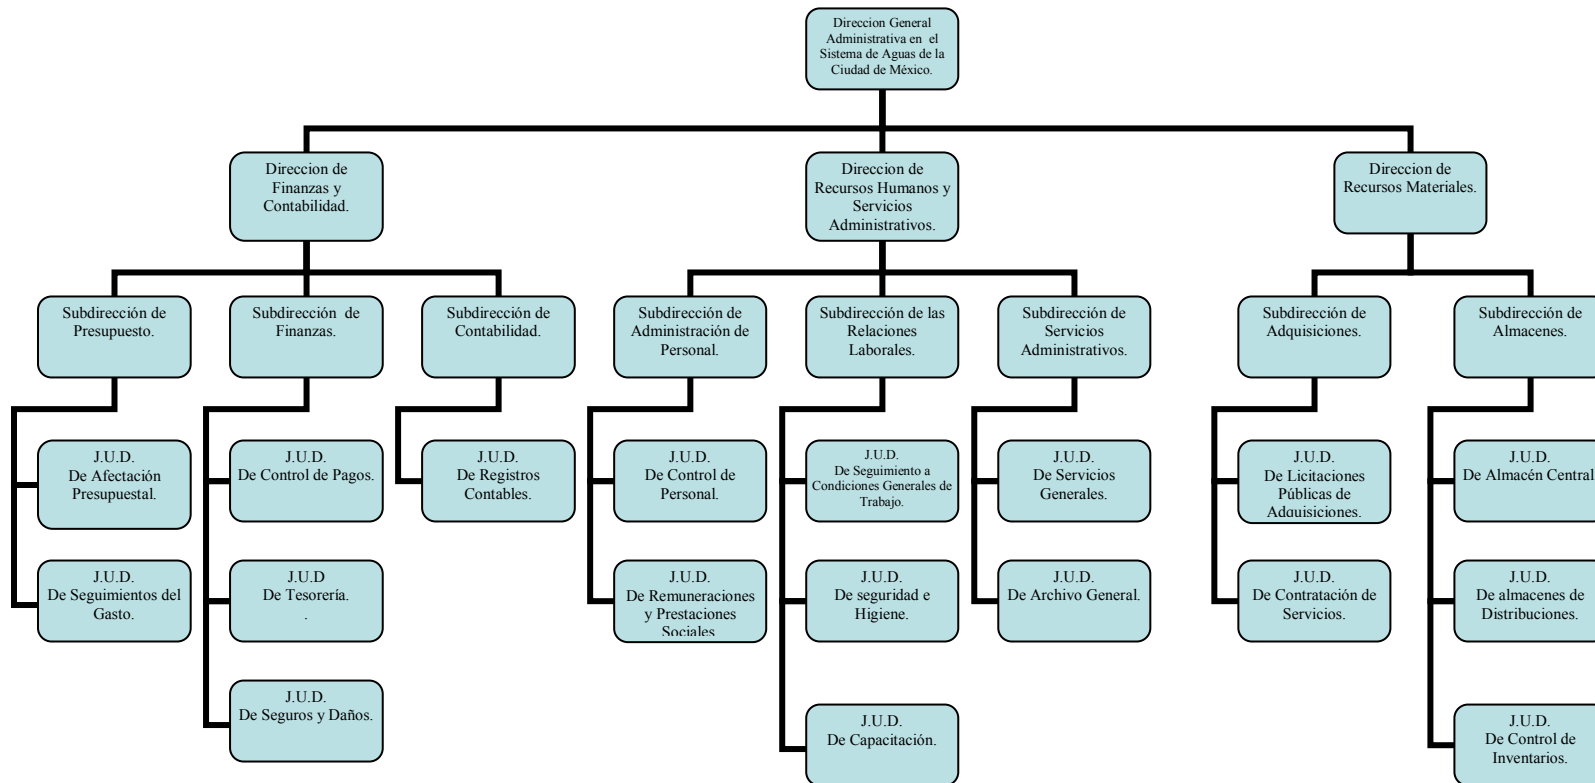 Direccion General
Administrativa en el
Sistema de Aguas de la
Ciudad de México.
Direccion de
Finanzas y
Contabilidad.
Direccion de
Recursos Humanos y
Servicios
Administrativos.
Direccion de
Recursos Materiales.
Subdirección de
Presupuesto.
Subdirección de
Finanzas.
Subdirección de
Contabilidad.
Subdirección de
Administración de
Personal.
Subdirección de las
Relaciones
Laborales.
Subdirección de
Servicios
Administrativos.
Subdirección de
Adquisiciones.
Subdirección de
Almacenes.
J.U.D.
De Afectación
Presupuestal.
J.U.D.
De Control de Pagos.
J.U.D.
De Registros
Contables.
J.U.D.
De Control de
Personal.
J.U.D.
De Seguimiento a
Condiciones Generales de
Trabajo.
J.U.D.
De Servicios
Generales.
J.U.D.
De Licitaciones
Públicas de
Adquisiciones.
J.U.D.
De Almacén Central
J.U.D.
De Seguimientos del
Gasto.
J.U.D
De Tesorería.
.
J.U.D.
De Remuneraciones
y Prestaciones
Sociales
J.U.D.
De seguridad e
Higiene.
J.U.D.
De Archivo General.
J.U.D.
De Contratación de
Servicios.
J.U.D.
De almacenes de
Distribuciones.
J.U.D.
De Seguros y Daños.
J.U.D.
De Capacitación.
J.U.D.
De Control de
Inventarios.